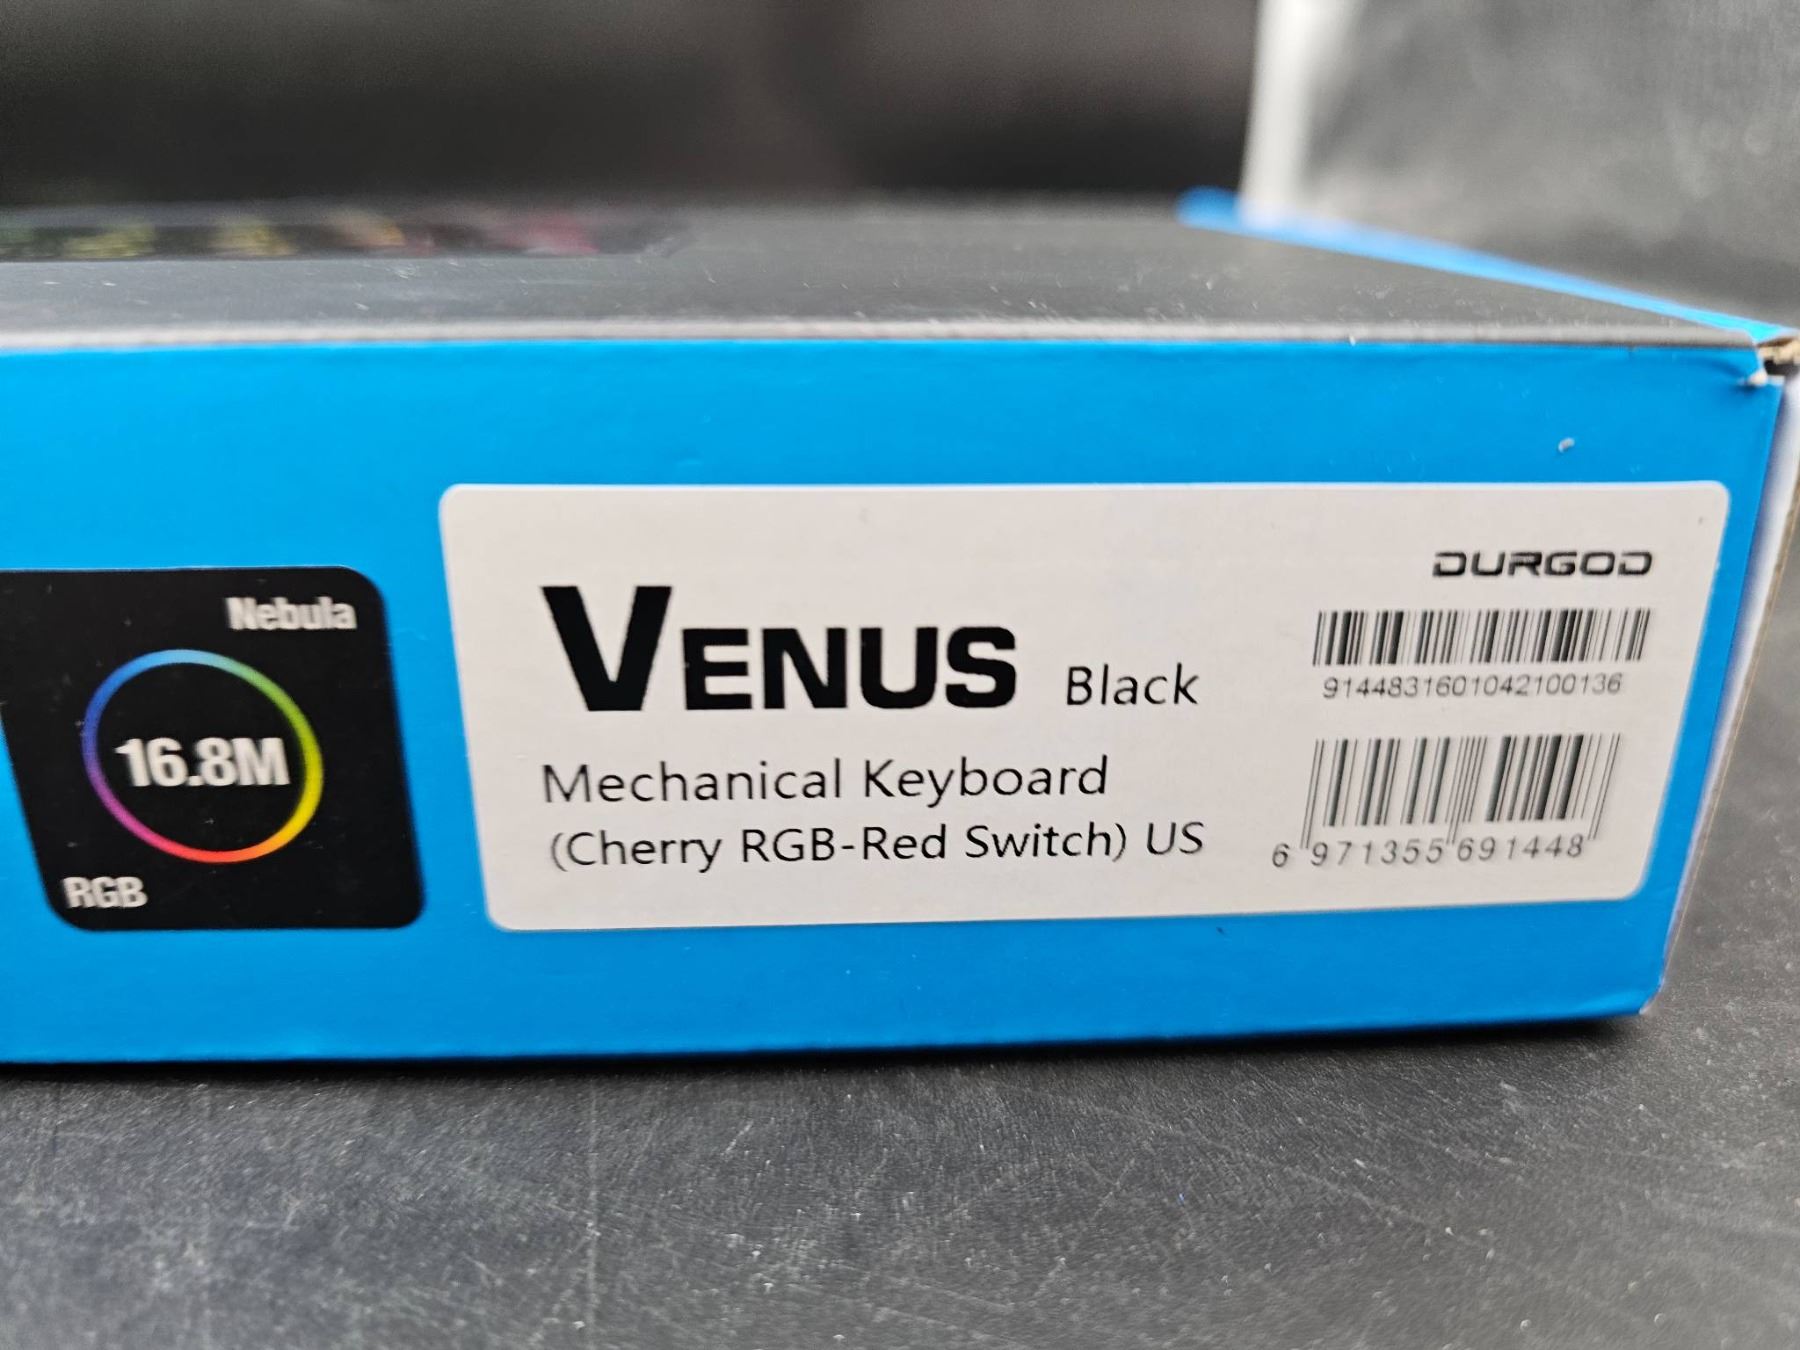 Nebula
16.8M
RGB
VENUS Black
Mechanical Keyboard
(Cherry RGB-Red Switch) US
DURGOD
9144831601042100136
6 971355 691448